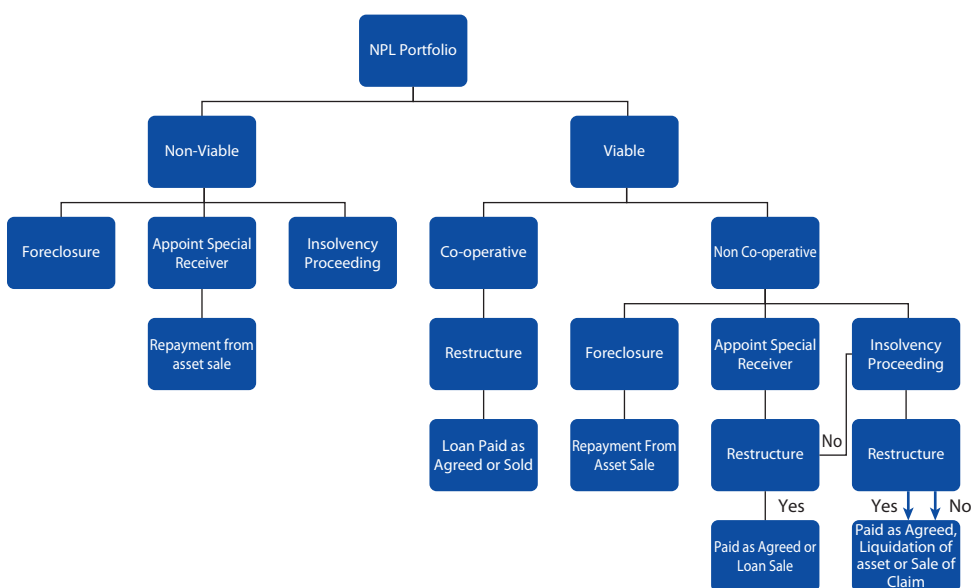 NPL Portfolio
Non-Viable
Viable
Foreclosure
Appoint Special
Receiver
Insolvency
Proceeding
Co-operative
Non Co-operative
Repayment from
asset sale
Restructure
Foreclosure
Appoint Special
Receiver
Insolvency
Proceeding
Loan Paid as
Agreed or Sold
Repayment From
Asset Sale
Restructure
No
Restructure
Yes
Yes
No
Paid as Agreed or
Loan Sale
Paid as Agreed,
Liquidation of
asset or Sale of
Claim